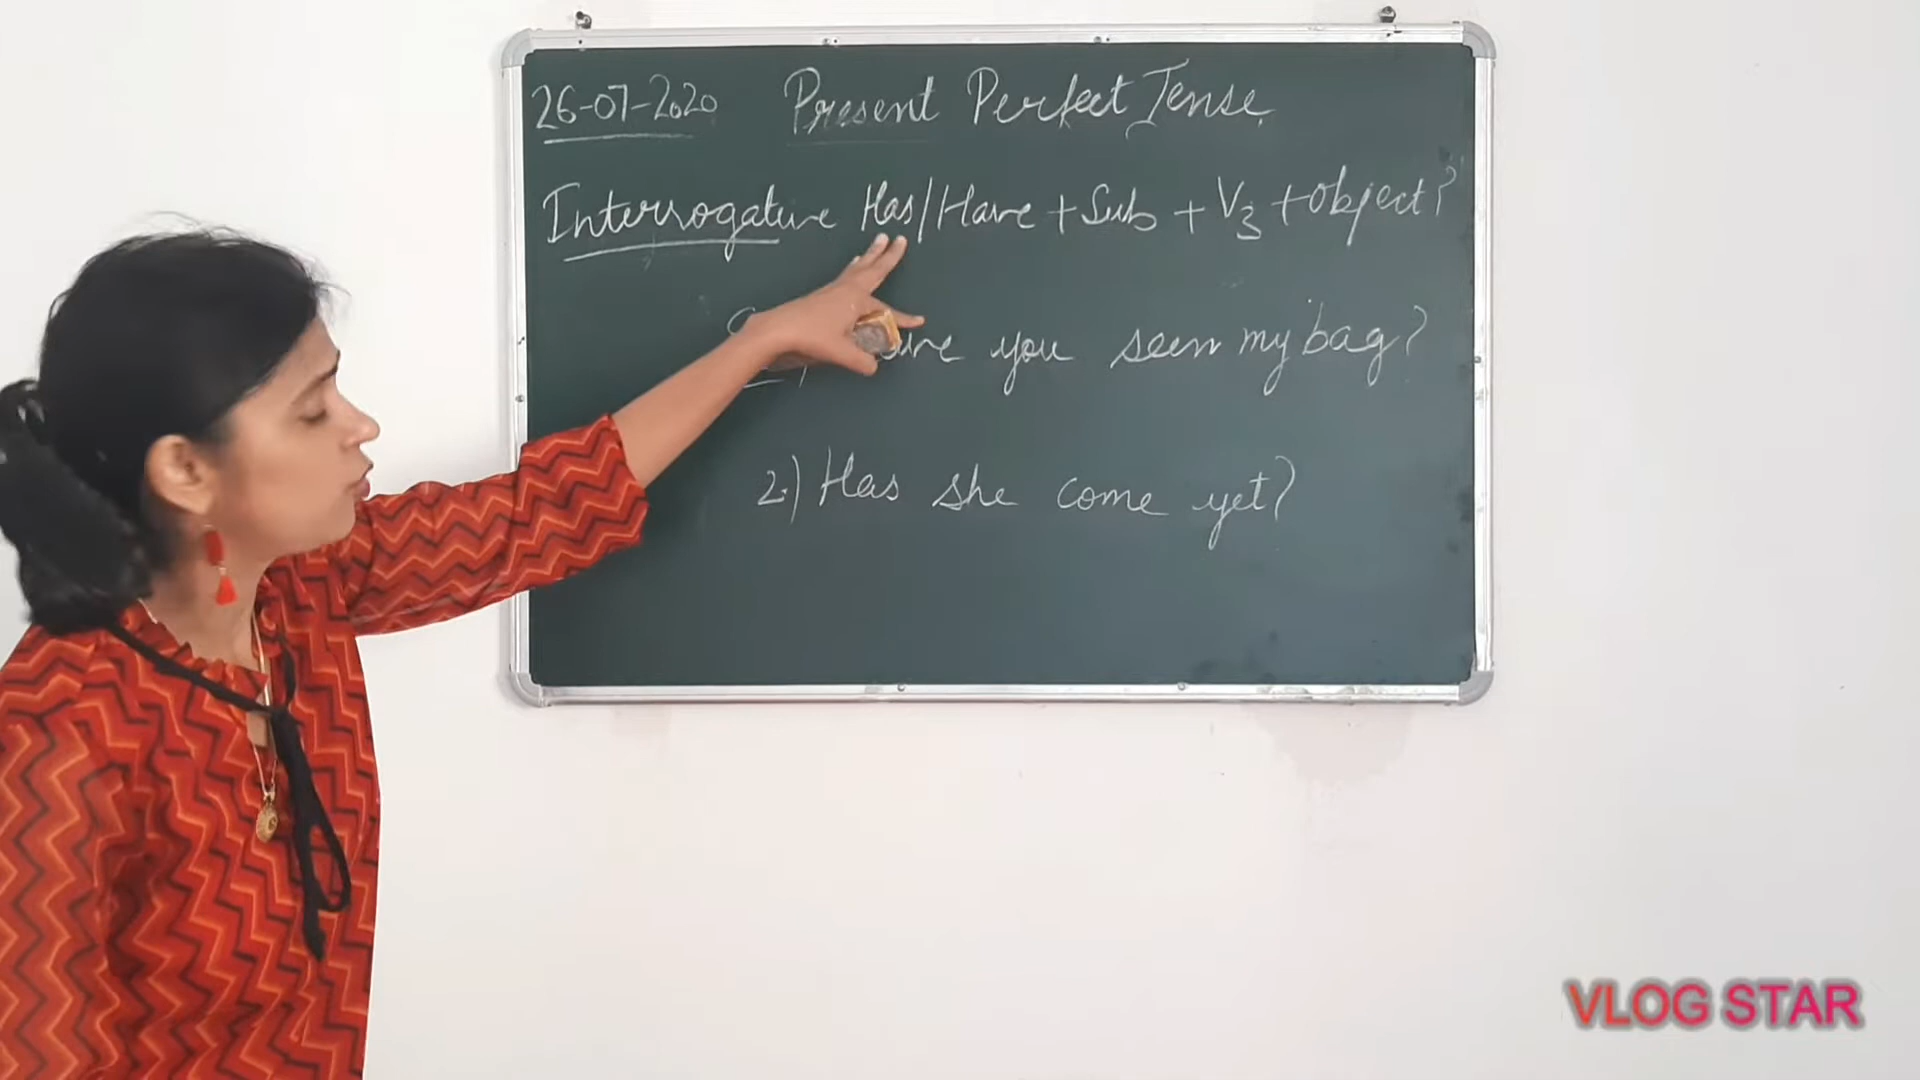 26-07-2020 Present Perfect Tense
Interrogative Has/Have + Sub + V3 + object?
you seen my bag?
2.) Has she come yet?
VLOG STAR